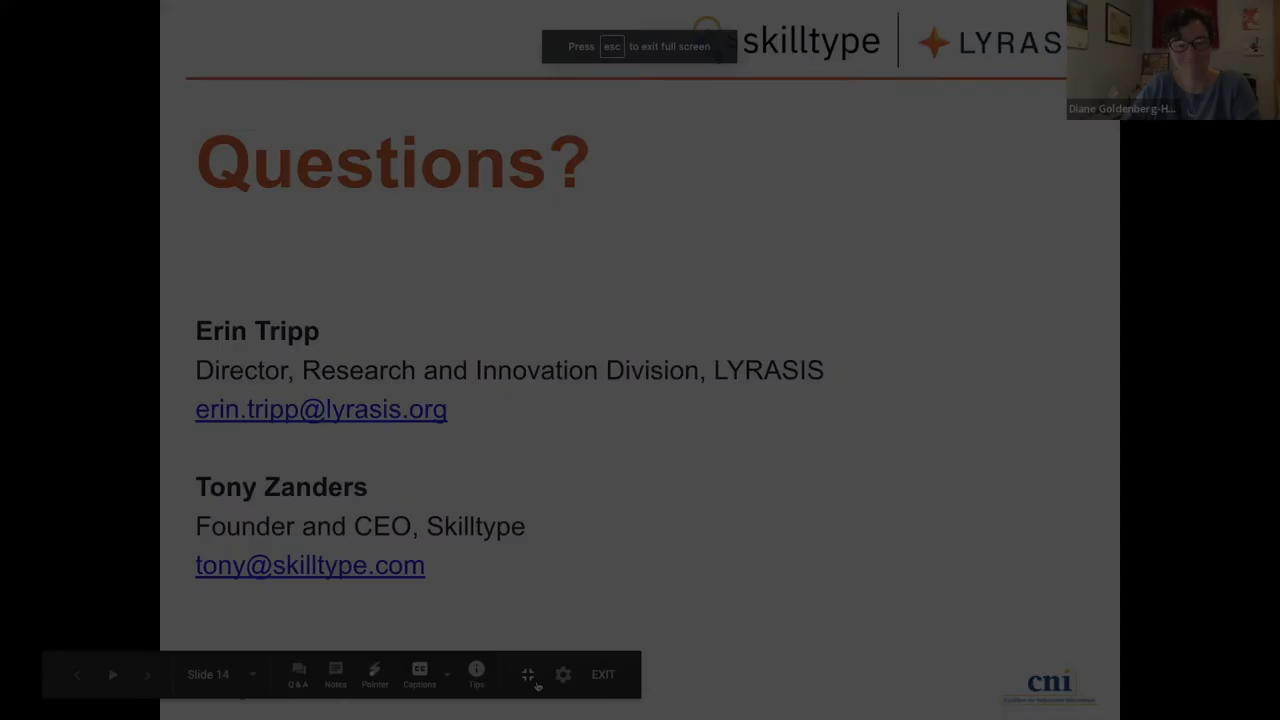 Press esc to exit full screen
skilltype
LYRAS
Diane Goldenberg-H...
Questions?
Erin Tripp
Director, Research and Innovation Division, LYRASIS
erin.tripp@lyrasis.org
Tony Zanders
Founder and CEO, Skilltype
tony@skilltype.com
Slide 14
Q & A
Notes
Pointer
CC
Captions
Tips
EXIT
cni